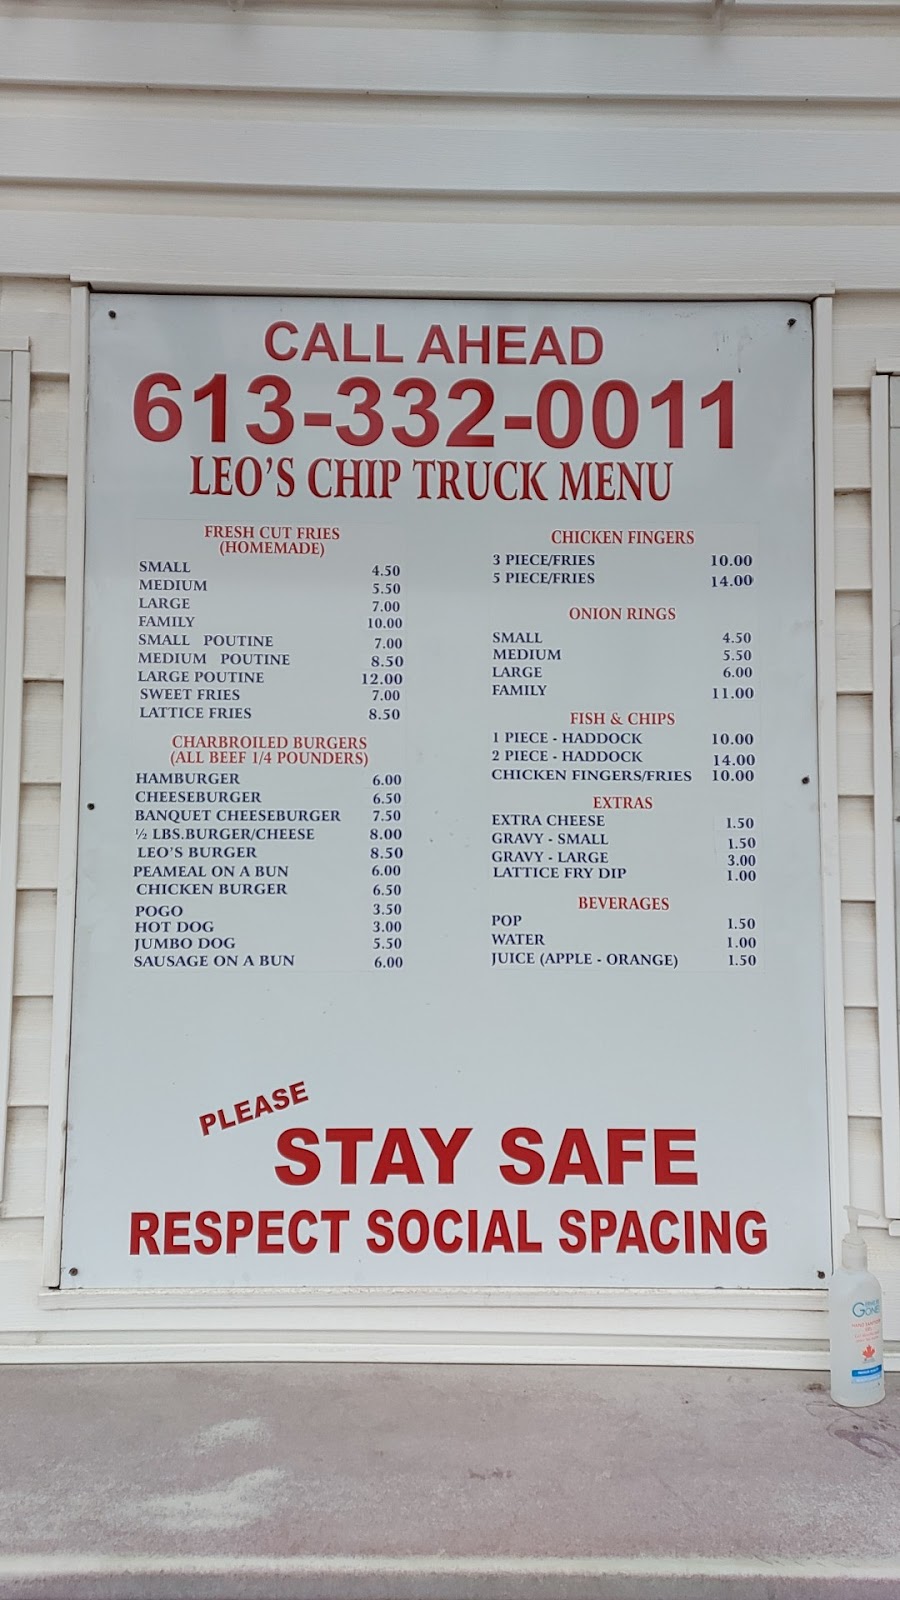 CALL AHEAD
613-332-0011
LEO'S CHIP TRUCK MENU
FRESH CUT FRIES
(HOMEMADE)
SMALL 4.50
MEDIUM 5.50
LARGE 7.00
FAMILY 10.00
SMALL POUTINE 7.00
MEDIUM POUTINE 8.50
LARGE POUTINE 12.00
SWEET FRIES 7.00
LATTICE FRIES 8.50
CHARBROILED BURGERS
(ALL BEEF 1/4 POUNDERS)
HAMBURGER 6.00
CHEESEBURGER 6.50
BANQUET CHEESEBURGER 7.50
½ LBS.BURGER/CHEESE 8.00
LEO'S BURGER 8.50
PEAMEAL ON A BUN 6.00
CHICKEN BURGER 6.50
POGO 3.50
HOT DOG 3.00
JUMBO DOG 5.50
SAUSAGE ON A BUN 6.00
CHICKEN FINGERS
3 PIECE/FRIES 10.00
5 PIECE/FRIES 14.00
ONION RINGS
SMALL 4.50
MEDIUM 5.50
LARGE 6.00
FAMILY 11.00
FISH & CHIPS
1 PIECE - HADDOCK 10.00
2 PIECE - HADDOCK 14.00
CHICKEN FINGERS/FRIES 10.00
EXTRAS
EXTRA CHEESE 1.50
GRAVY - SMALL 1.50
GRAVY - LARGE 3.00
LATTICE FRY DIP 1.00
BEVERAGES
POP 1.50
WATER 1.00
JUICE (APPLE - ORANGE) 1.50
PLEASE
STAY SAFE
RESPECT SOCIAL SPACING